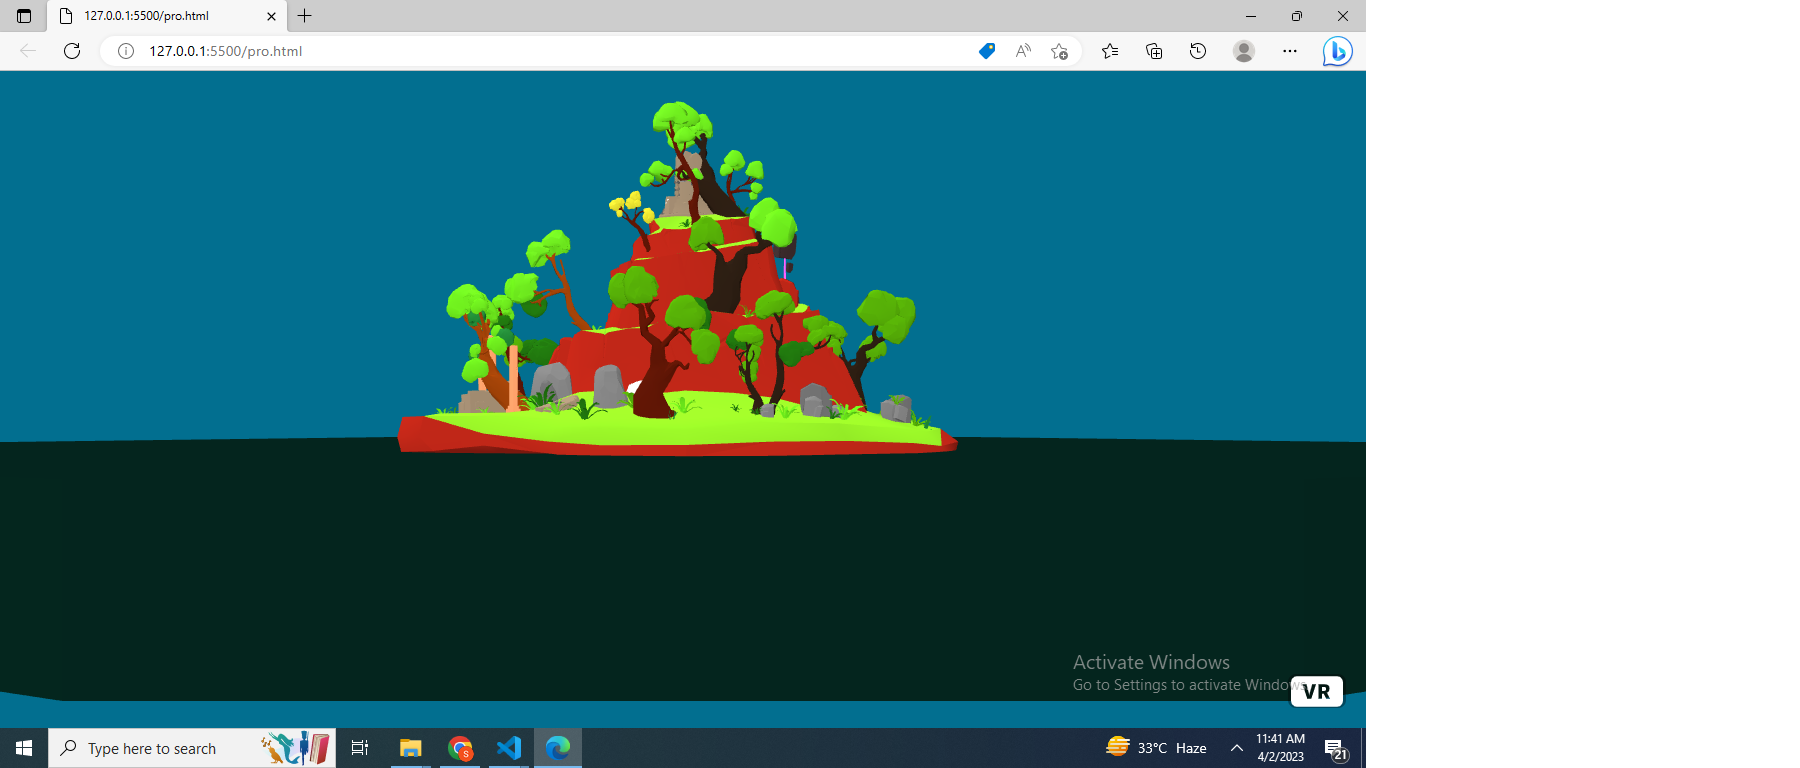 127.0.0.1:5500/pro.html
127.0.0.1:5500/pro.html
Activate Windows
Go to Settings to activate Windows.
VR
Type here to search
33°C Haze
11:41 AM
4/2/2023
21